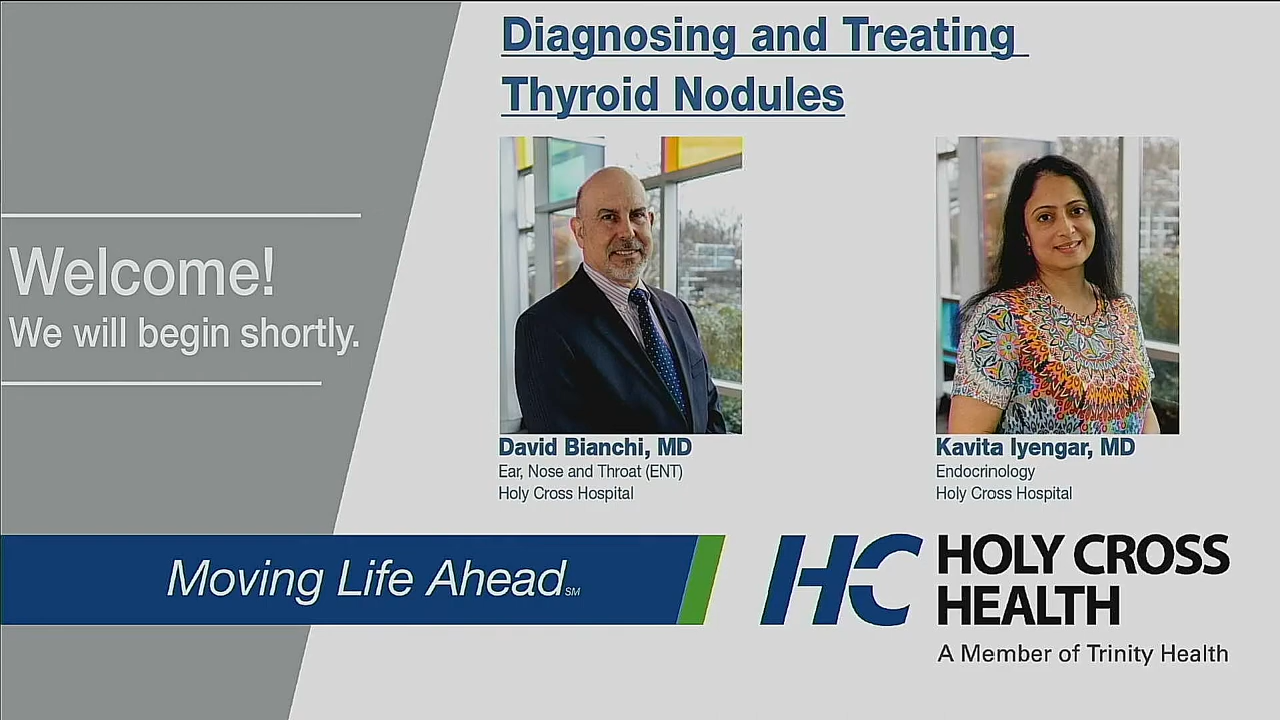 Diagnosing and Treating
Thyroid Nodules
Welcome!
We will begin shortly.
David Bianchi, MD
Ear, Nose and Throat (ENT)
Holy Cross Hospital
Kavita Iyengar, MD
Endocrinology
Holy Cross Hospital
Moving Life Ahead SM
HC HOLY CROSS
HEALTH
A Member of Trinity Health